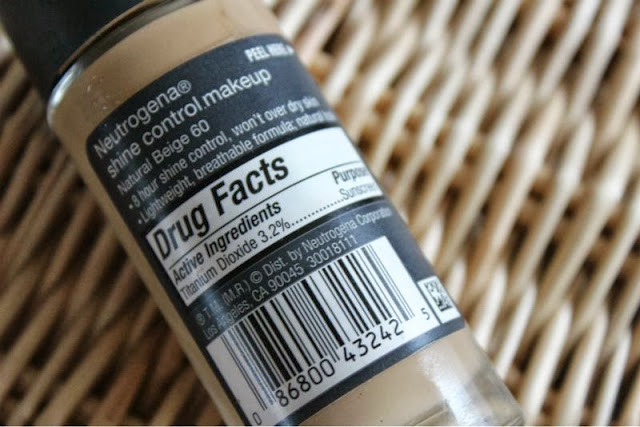 PEEL HERE
Neutrogena®
shine control makeup
Natural Beige 60
• 8 hour shine control, won't over dry skin
• Lightweight, breathable formula; natural
Drug Facts
Active Ingredients Purpose
Titanium Dioxide 3.2%..............Sunscreen
® T.M. (M.R.) © Dist. by Neutrogena Corporation
Los Angeles, CA 90045 30018111
0 86800 43242 5